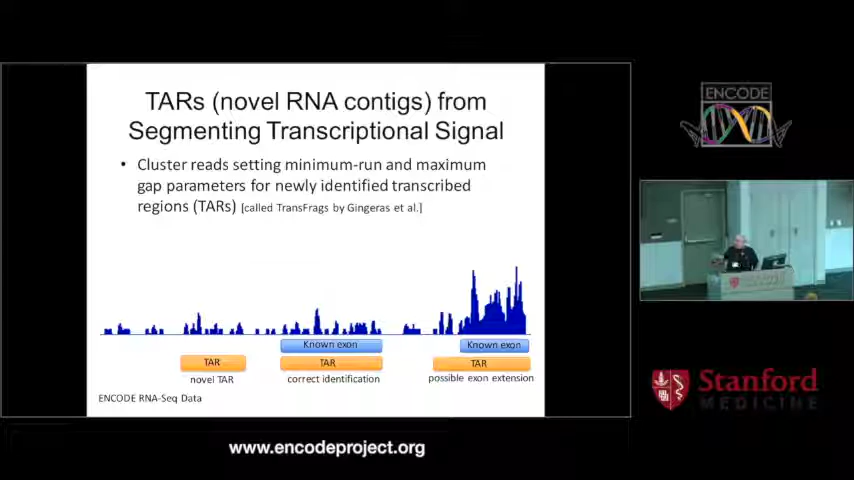 TARs (novel RNA contigs) from
Segmenting Transcriptional Signal
• Cluster reads setting minimum-run and maximum
gap parameters for newly identified transcribed
regions (TARs) [called TransFrags by Gingeras et al.]
Known exon
Known exon
TAR
TAR
TAR
novel TAR
correct identification
possible exon extension
ENCODE RNA-Seq Data
www.encodeproject.org
ENCODE
Stanford
MEDICINE